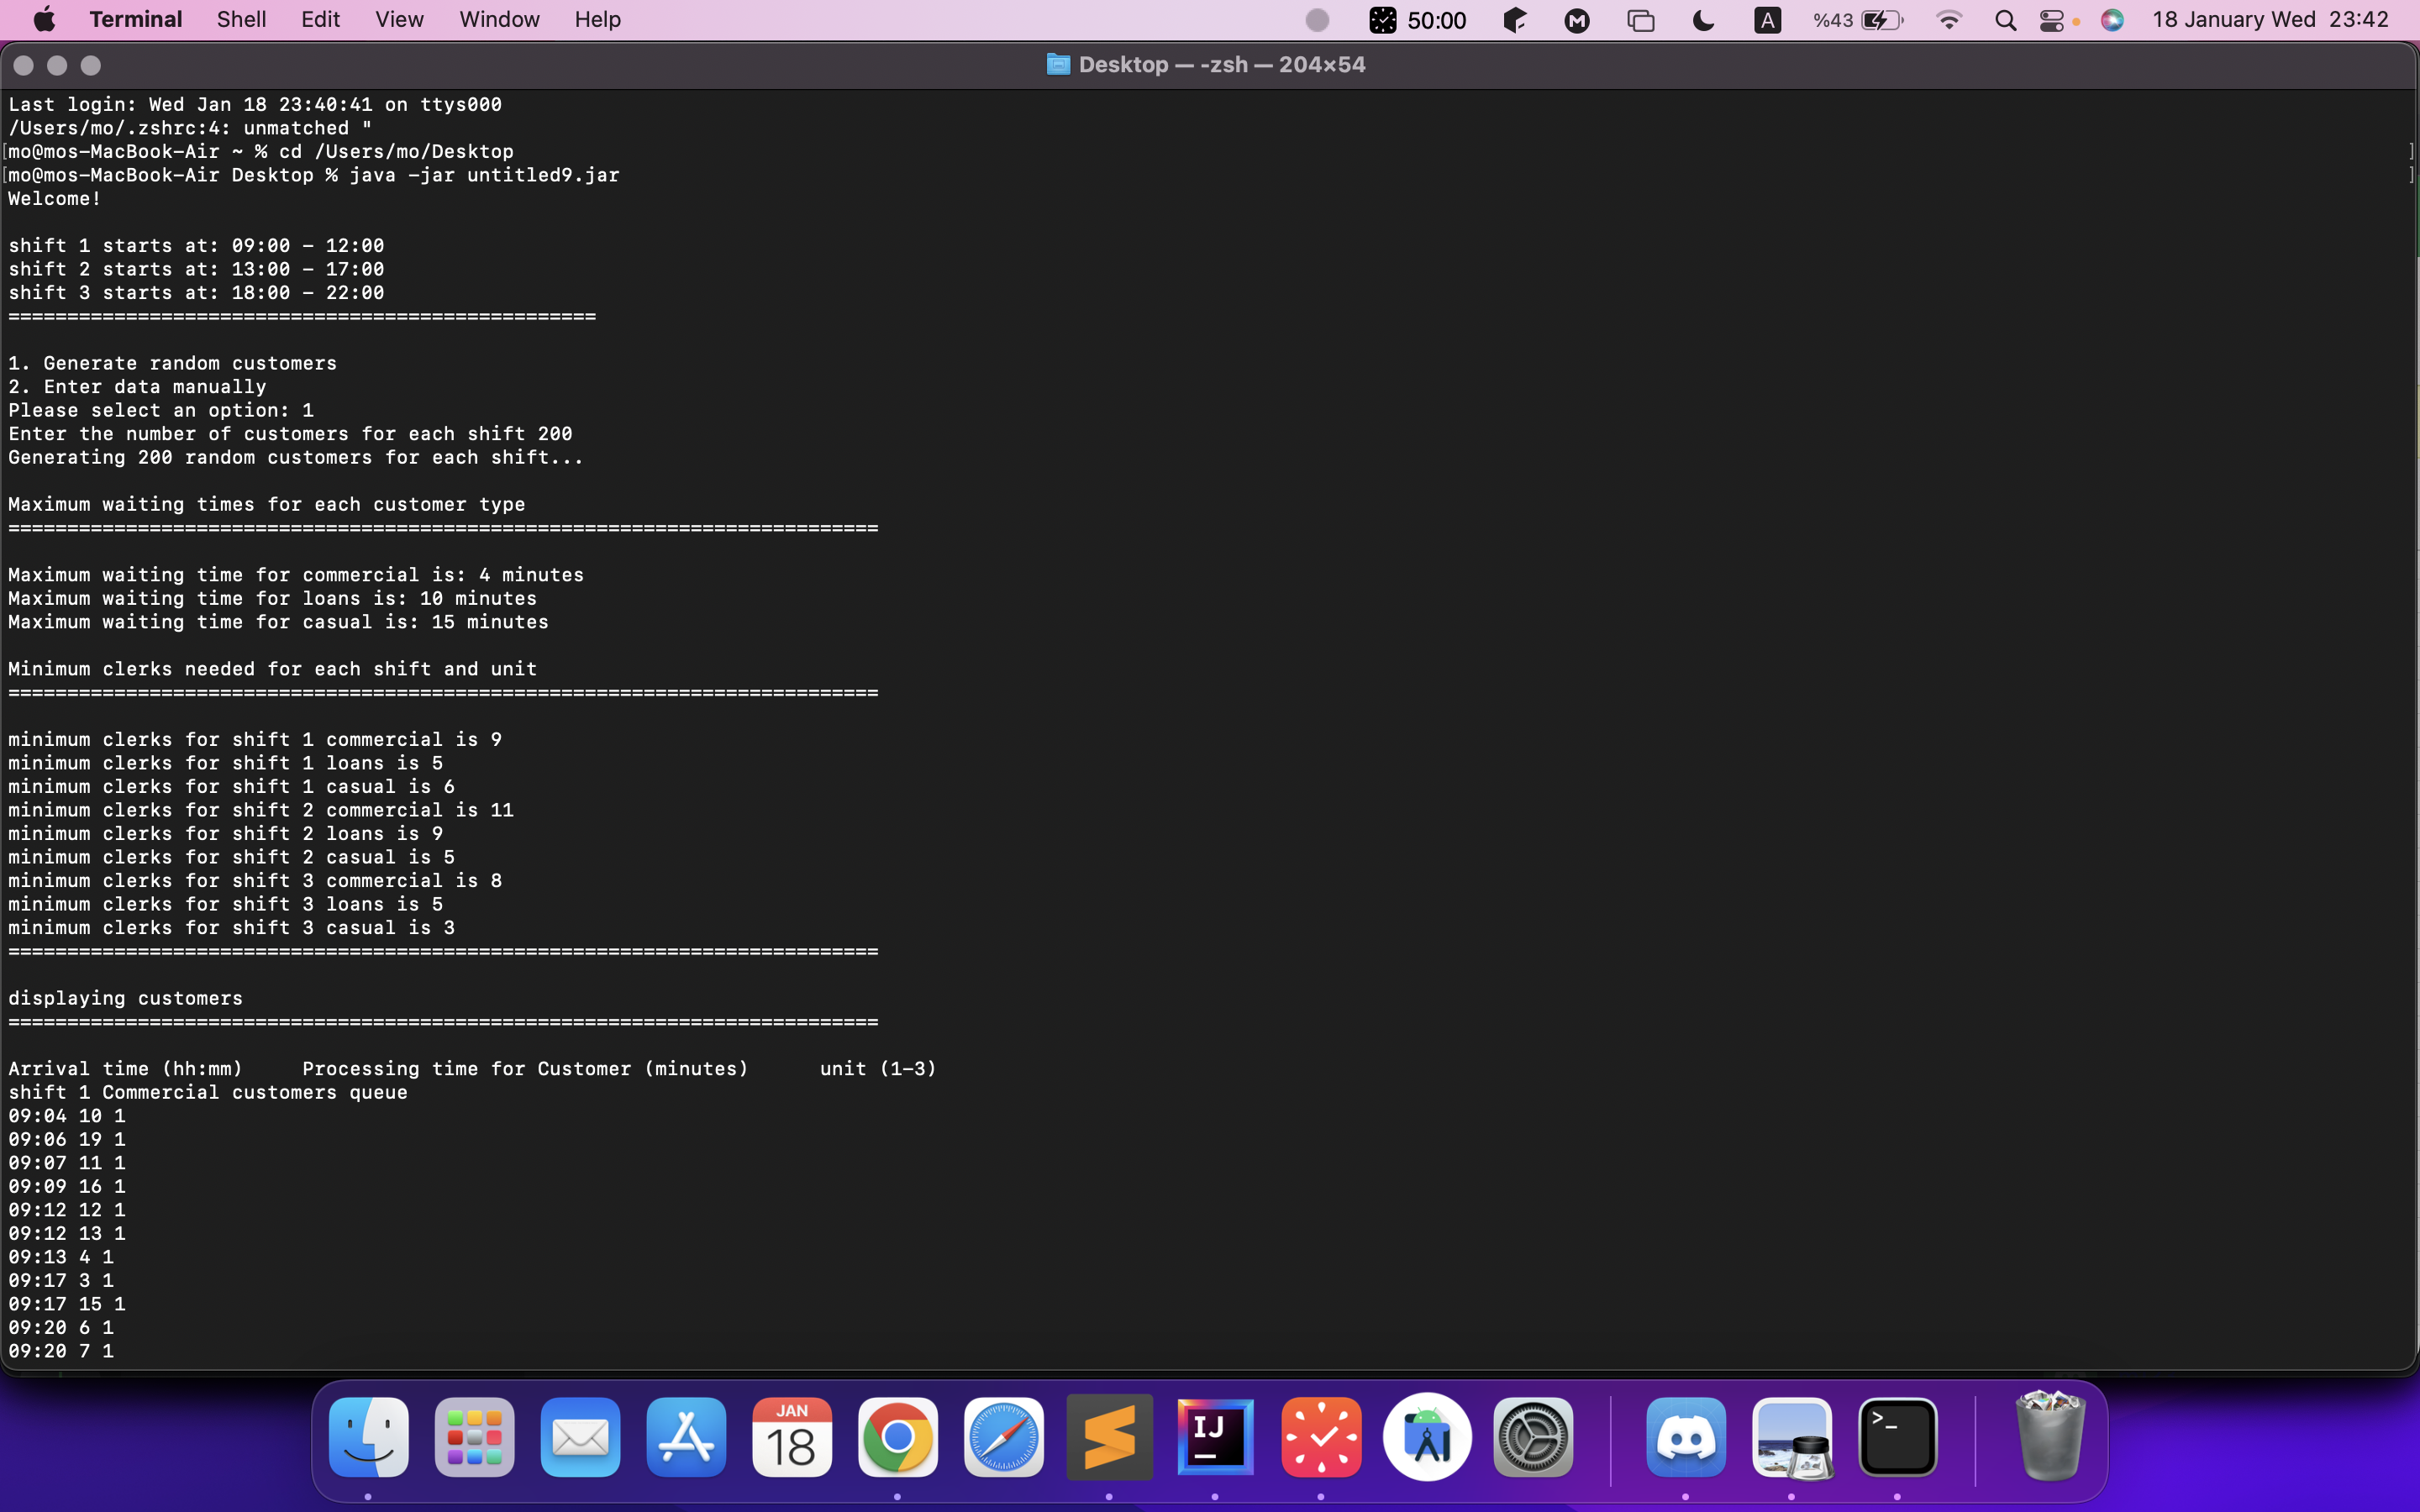 Terminal Shell Edit View Window Help 50:00 A %43 18 January Wed 23:42
Desktop — -zsh — 204×54
Last login: Wed Jan 18 23:40:41 on ttys000
/Users/mo/.zshrc:4: unmatched "
[mo@mos-MacBook-Air ~ % cd /Users/mo/Desktop ]
[mo@mos-MacBook-Air Desktop % java -jar untitled9.jar ]
Welcome!
shift 1 starts at: 09:00 - 12:00
shift 2 starts at: 13:00 - 17:00
shift 3 starts at: 18:00 - 22:00
==================================================
1. Generate random customers
2. Enter data manually
Please select an option: 1
Enter the number of customers for each shift 200
Generating 200 random customers for each shift...
Maximum waiting times for each customer type
==========================================================================
Maximum waiting time for commercial is: 4 minutes
Maximum waiting time for loans is: 10 minutes
Maximum waiting time for casual is: 15 minutes
Minimum clerks needed for each shift and unit
==========================================================================
minimum clerks for shift 1 commercial is 9
minimum clerks for shift 1 loans is 5
minimum clerks for shift 1 casual is 6
minimum clerks for shift 2 commercial is 11
minimum clerks for shift 2 loans is 9
minimum clerks for shift 2 casual is 5
minimum clerks for shift 3 commercial is 8
minimum clerks for shift 3 loans is 5
minimum clerks for shift 3 casual is 3
==========================================================================
displaying customers
==========================================================================
Arrival time (hh:mm)     Processing time for Customer (minutes)      unit (1-3)
shift 1 Commercial customers queue
09:04 10 1
09:06 19 1
09:07 11 1
09:09 16 1
09:12 12 1
09:12 13 1
09:13 4 1
09:17 3 1
09:17 15 1
09:20 6 1
09:20 7 1
JAN
18
IJ
>_